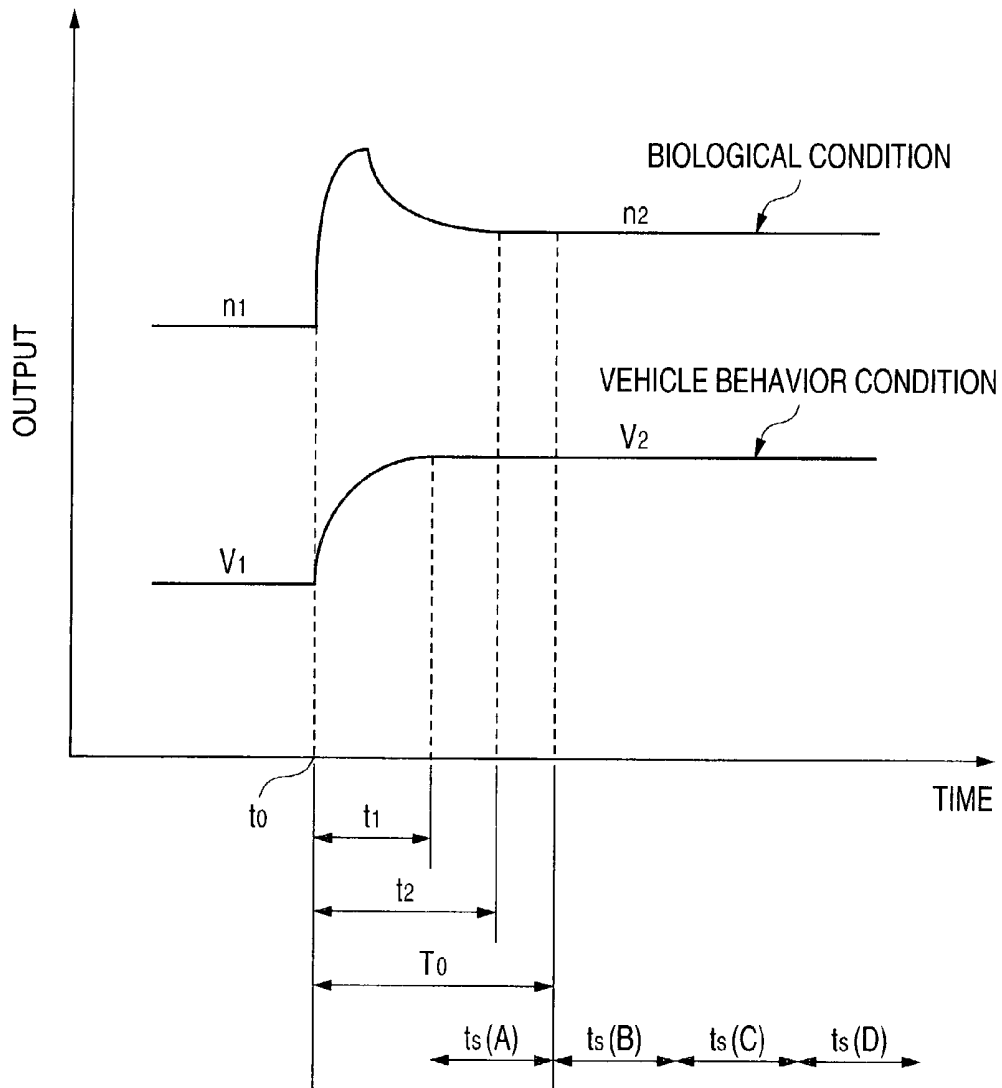 BIOLOGICAL CONDITION
n2
n1
OUTPUT
VEHICLE BEHAVIOR CONDITION
V2
V1
t0
TIME
t1
t2
T0
ts(A) ts(B) ts(C) ts(D)